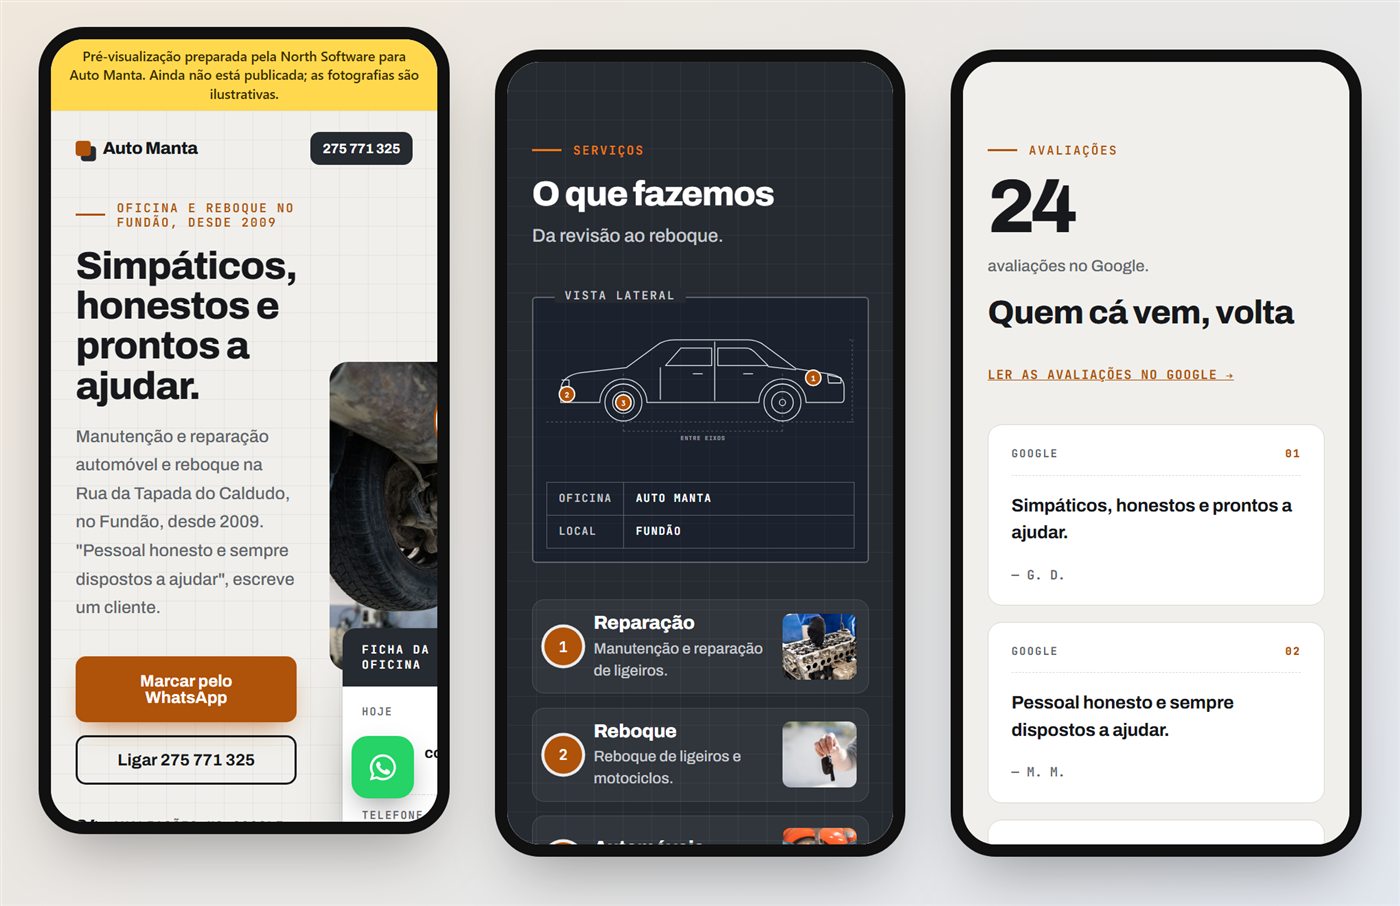 Pré-visualização preparada pela North Software para
Auto Manta. Ainda não está publicada; as fotografias são
ilustrativas.
Auto Manta
275 771 325
OFICINA E REBOQUE NO
FUNDÃO, DESDE 2009
Simpáticos,
honestos e
prontos a
ajudar.
Manutenção e reparação
automóvel e reboque na
Rua da Tapada do Caldudo,
no Fundão, desde 2009.
"Pessoal honesto e sempre
dispostos a ajudar", escreve
um cliente.
Marcar pelo
WhatsApp
Ligar 275 771 325
FICHA DA
OFICINA
HOJE
TELEFONE
SERVIÇOS
O que fazemos
Da revisão ao reboque.
VISTA LATERAL
1
2
3
ENTRE EIXOS
OFICINA AUTO MANTA
LOCAL FUNDÃO
1
Reparação
Manutenção e reparação
de ligeiros.
2
Reboque
Reboque de ligeiros e
motociclos.
AVALIAÇÕES
24
avaliações no Google.
Quem cá vem, volta
LER AS AVALIAÇÕES NO GOOGLE →
GOOGLE 01
Simpáticos, honestos e prontos a
ajudar.
— G. D.
GOOGLE 02
Pessoal honesto e sempre
dispostos a ajudar.
— M. M.